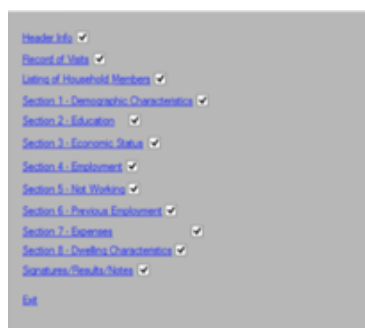 Header Info
Record of Visits
Listing of Household Members
Section 1 - Demographic Characteristics
Section 2 - Education
Section 3 - Economic Status
Section 4 - Employment
Section 5 - Not Working
Section 6 - Previous Employment
Section 7 - Expenses
Section 8 - Dwelling Characteristics
Signatures/Results/Notes
Exit